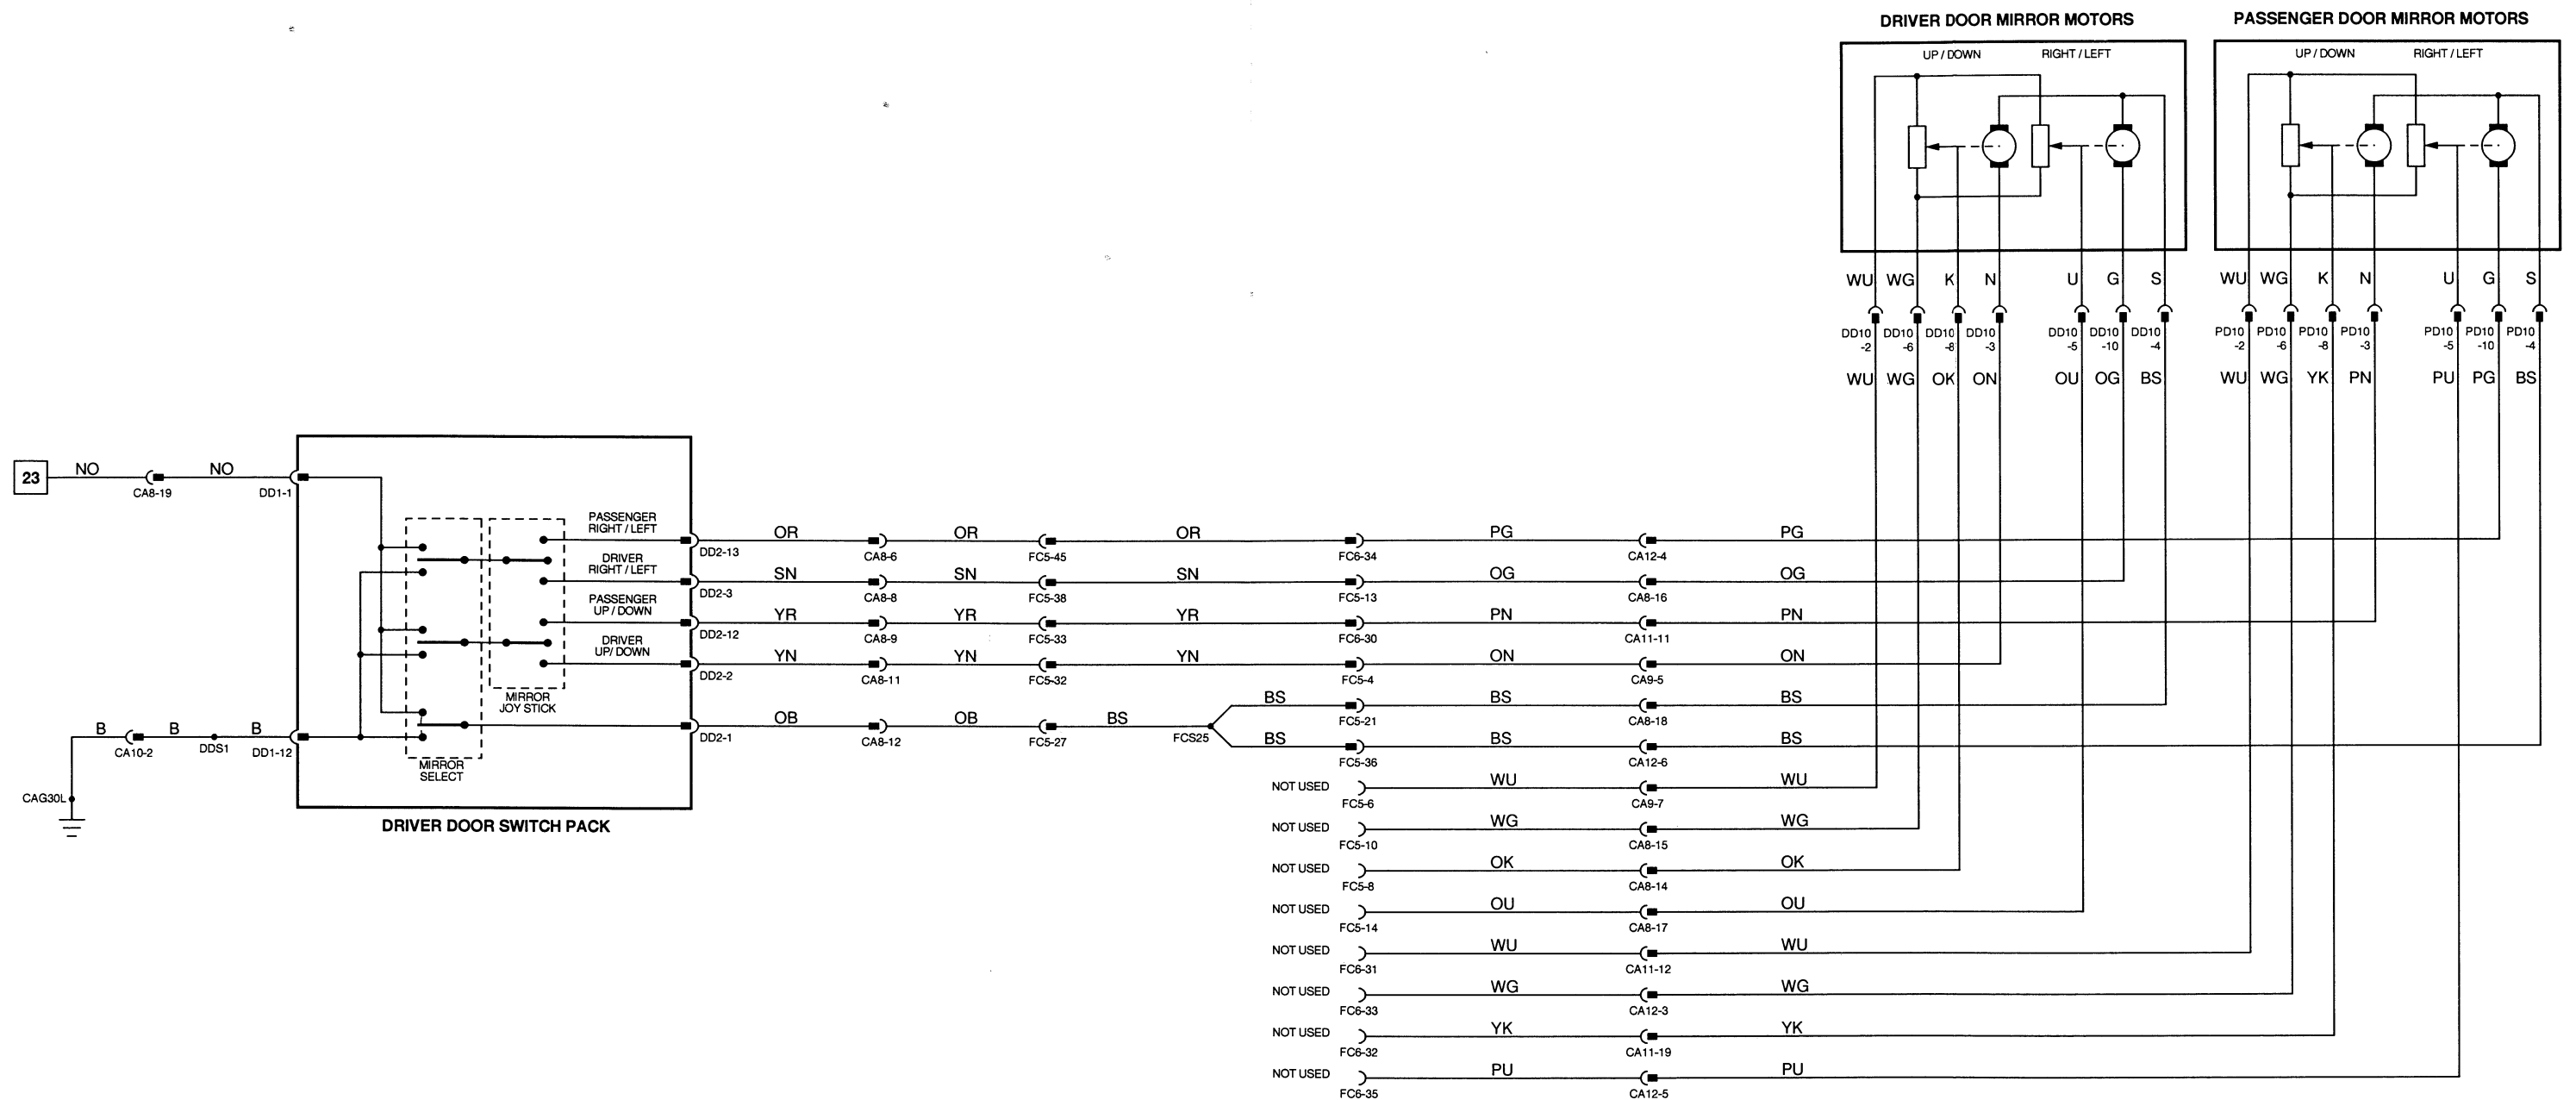 DRIVER DOOR MIRROR MOTORS
PASSENGER DOOR MIRROR MOTORS
UP / DOWN
RIGHT / LEFT
UP / DOWN
RIGHT / LEFT
WU WG K N U G S
WU WG K N U G S
DD10 DD10 DD10 DD10 DD10 DD10 DD10
-2 -6 -8 -3 -5 -10 -4
PD10 PD10 PD10 PD10 PD10 PD10 PD10
-2 -6 -8 -3 -5 -10 -4
WU WG OK ON OU OG BS
WU WG YK PN PU PG BS
23
NO
CA8-19
NO
DD1-1
PASSENGER
RIGHT / LEFT
DRIVER
RIGHT / LEFT
PASSENGER
UP / DOWN
DRIVER
UP/ DOWN
MIRROR
JOY STICK
MIRROR
SELECT
B
CA10-2
B
DDS1
B
DD1-12
CAG30L
DRIVER DOOR SWITCH PACK
OR OR OR PG PG
DD2-13 CA8-6 FC5-45 FC6-34 CA12-4
SN SN SN OG OG
DD2-3 CA8-8 FC5-38 FC5-13 CA8-16
YR YR YR PN PN
DD2-12 CA8-9 FC5-33 FC6-30 CA11-11
YN YN YN ON ON
DD2-2 CA8-11 FC5-32 FC5-4 CA9-5
BS BS BS
FC5-21 CA8-18
OB OB BS
DD2-1 CA8-12 FC5-27 FCS25
BS BS BS
FC5-36 CA12-6
NOT USED WU WU
FC5-6 CA9-7
NOT USED WG WG
FC5-10 CA8-15
NOT USED OK OK
FC5-8 CA8-14
NOT USED OU OU
FC5-14 CA8-17
NOT USED WU WU
FC6-31 CA11-12
NOT USED WG WG
FC6-33 CA12-3
NOT USED YK YK
FC6-32 CA11-19
NOT USED PU PU
FC6-35 CA12-5